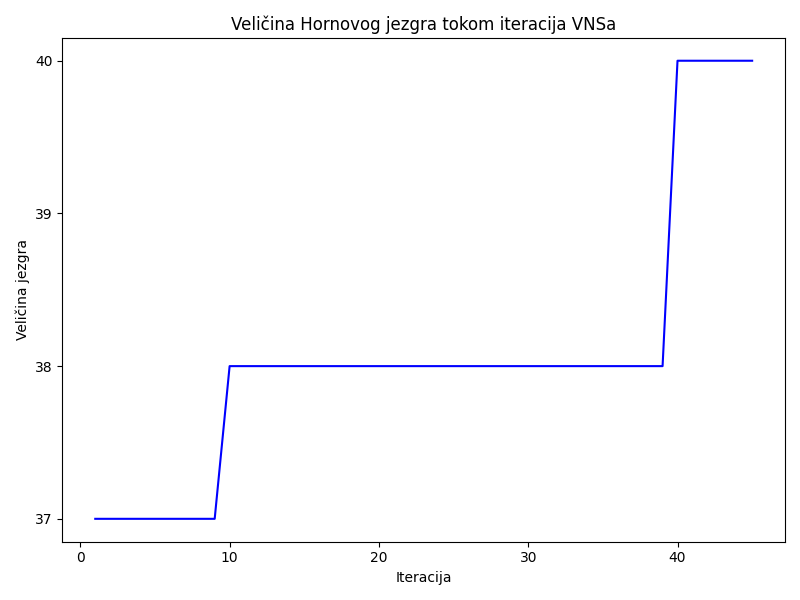 Veličina Hornovog jezgra tokom iteracija VNSa
40
39
38
37
Veličina jezgra
0 10 20 30 40
Iteracija